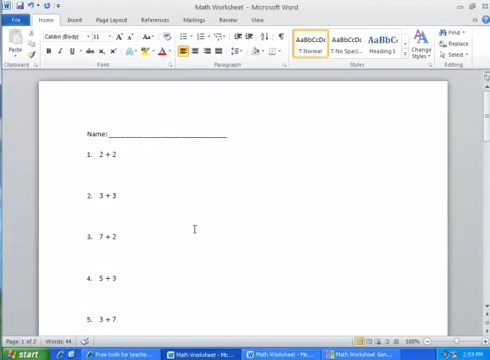 Math Worksheet - Microsoft Word
File Home Insert Page Layout References Mailings Worksheet Review View
Calibri (Body) 11
Paste
AaBbCcDc AaBbCcDc AaBbC
¶ Normal ¶ No Spaci... Heading 1
Change
Styles
Find
Replace
Select
Clipboard Font Paragraph Styles Editing
Name:
1. 2 + 2
2. 3 + 3
3. 7 + 2
4. 5 + 3
5. 3 + 7
Page: 1 of 2 Words: 44 100%
start Free tools for teache... Math Worksheet - Mic... Math Worksheet - Mic... Math Worksheet Gen... 2:59 PM